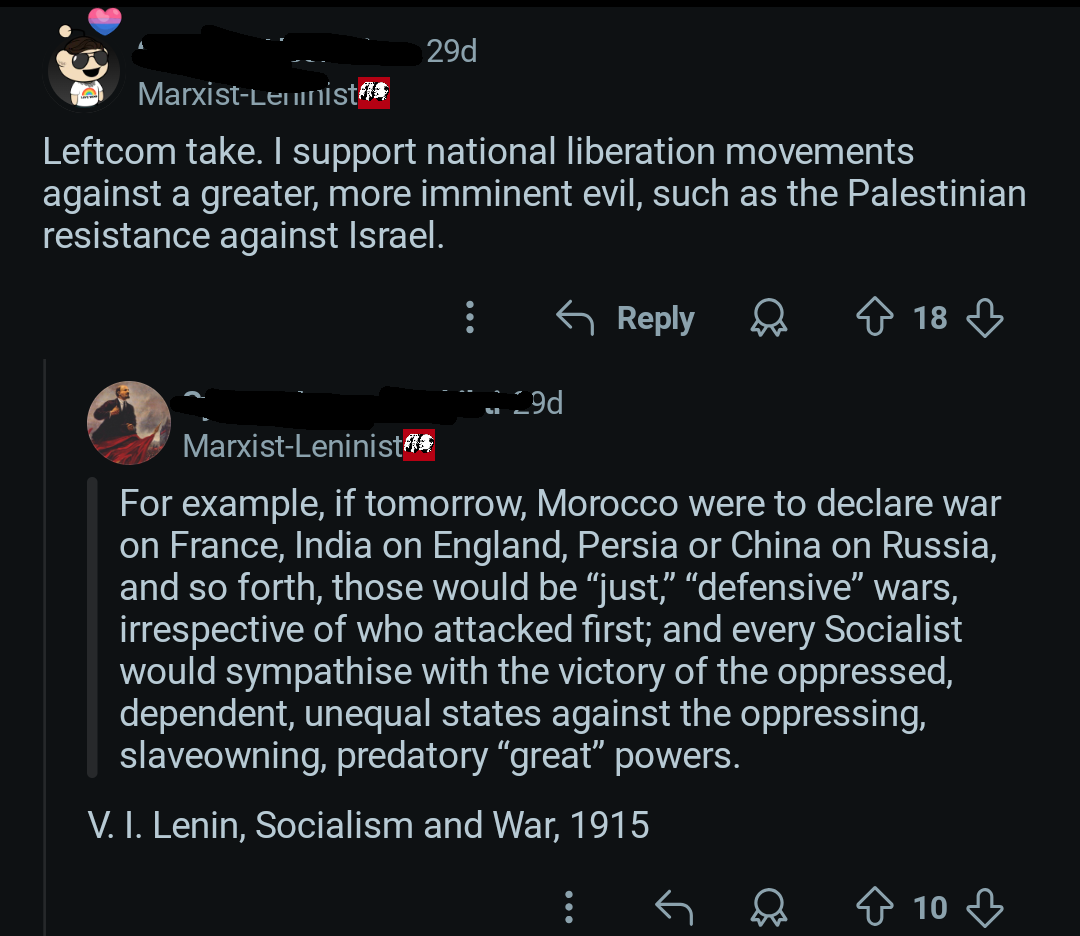 29d
Marxist-Leninist
Leftcom take. I support national liberation movements
against a greater, more imminent evil, such as the Palestinian
resistance against Israel.
Reply
18
29d
Marxist-Leninist
For example, if tomorrow, Morocco were to declare war
on France, India on England, Persia or China on Russia,
and so forth, those would be “just,” “defensive” wars,
irrespective of who attacked first; and every Socialist
would sympathise with the victory of the oppressed,
dependent, unequal states against the oppressing,
slaveowning, predatory “great” powers.
V. I. Lenin, Socialism and War, 1915
10